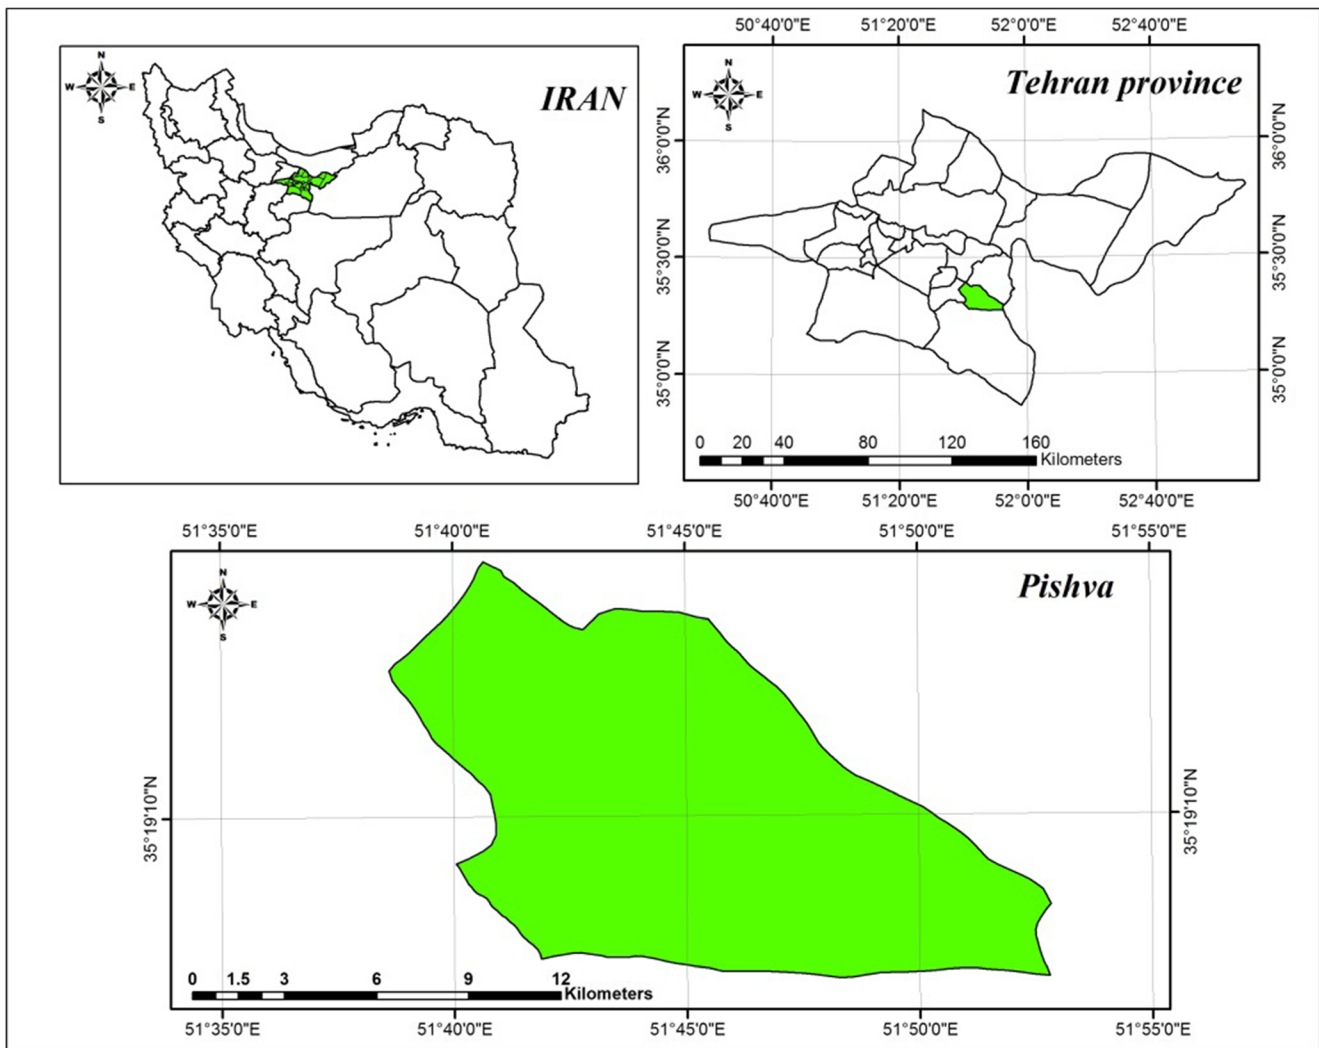 N
W E
S
IRAN
50°40'0"E 51°20'0"E 52°0'0"E 52°40'0"E
N
W E
S
Tehran province
36°0'0"N
35°30'0"N
35°0'0"N
36°0'0"N
35°30'0"N
35°0'0"N
0 20 40 80 120 160
Kilometers
50°40'0"E 51°20'0"E 52°0'0"E 52°40'0"E
51°35'0"E 51°40'0"E 51°45'0"E 51°50'0"E 51°55'0"E
N
W E
S
Pishva
35°19'10"N
35°19'10"N
0 1.5 3 6 9 12
Kilometers
51°35'0"E 51°40'0"E 51°45'0"E 51°50'0"E 51°55'0"E